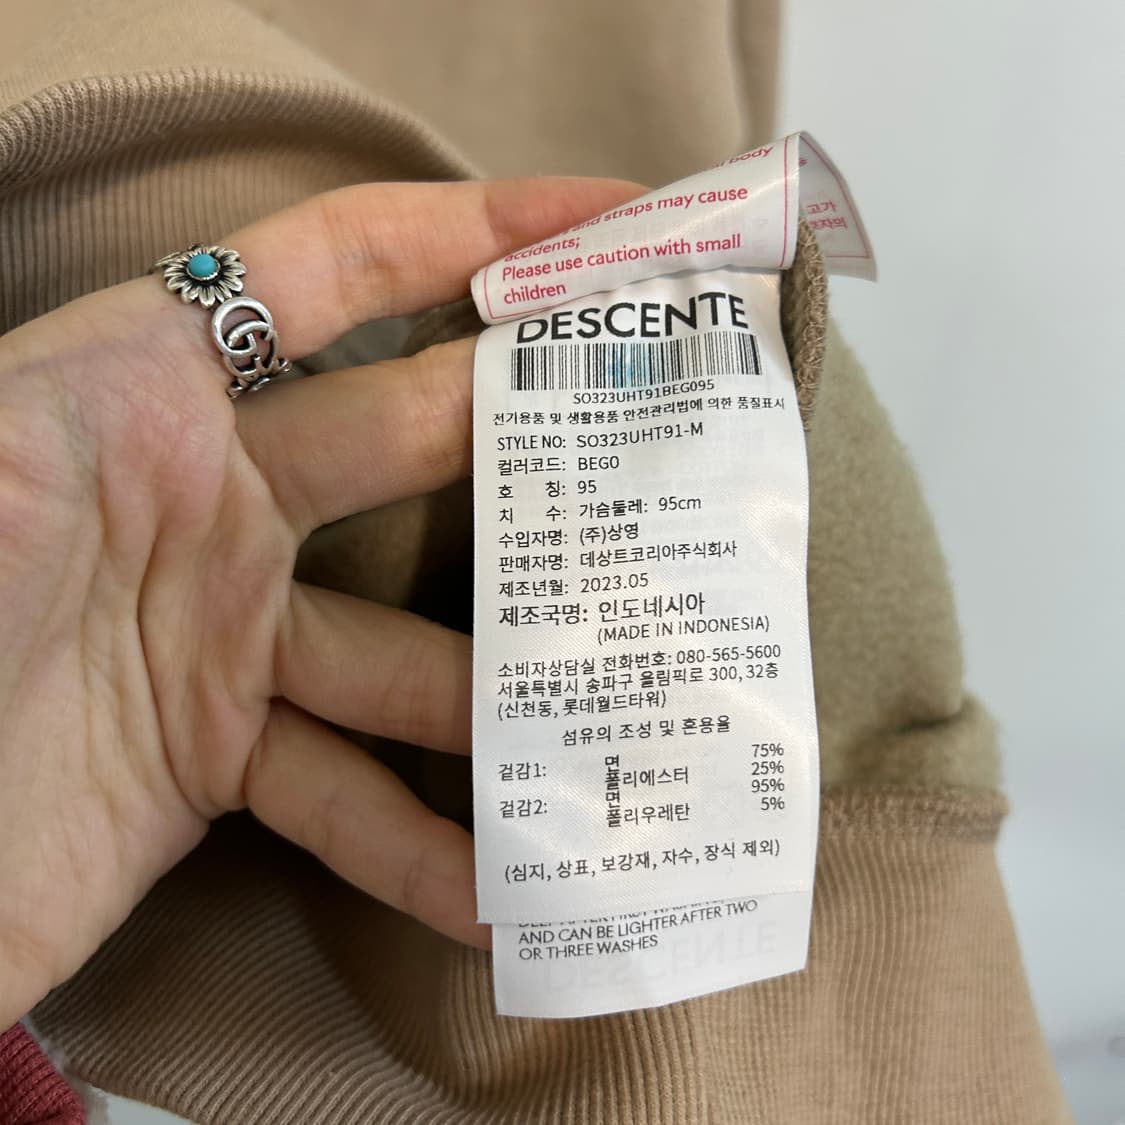 body
and straps may cause
accidents;
Please use caution with small
children
고가
DESCENTE
SO323UHT91BEG095
전기용품 및 생활용품 안전관리법에 의한 품질표시
STYLE NO: SO323UHT91-M
컬러코드: BEG0
호 칭: 95
치 수: 가슴둘레: 95cm
수입자명: (주)상영
판매자명: 데상트코리아주식회사
제조년월: 2023.05
제조국명: 인도네시아
(MADE IN INDONESIA)
소비자상담실 전화번호: 080-565-5600
서울특별시 송파구 올림픽로 300, 32층
(신천동, 롯데월드타워)
섬유의 조성 및 혼용율
겉감1: 면 75%
폴리에스터 25%
겉감2: 면 95%
폴리우레탄 5%
(심지, 상표, 보강재, 자수, 장식 제외)
AND CAN BE LIGHTER AFTER TWO
OR THREE WASHES